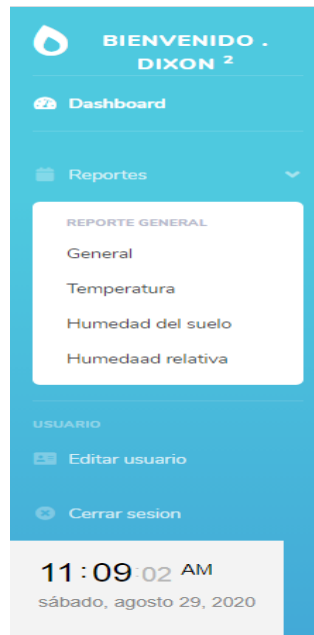 BIENVENIDO .
DIXON ²
Dashboard
Reportes
REPORTE GENERAL
General
Temperatura
Humedad del suelo
Humedaad relativa
USUARIO
Editar usuario
Cerrar sesion
11:09:02 AM
sábado, agosto 29, 2020